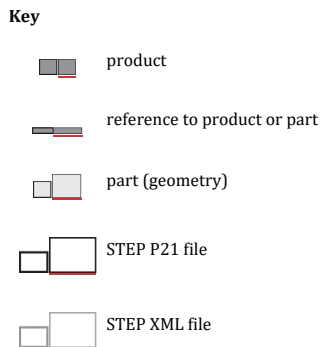 Key
product
reference to product or part
part (geometry)
STEP P21 file
STEP XML file